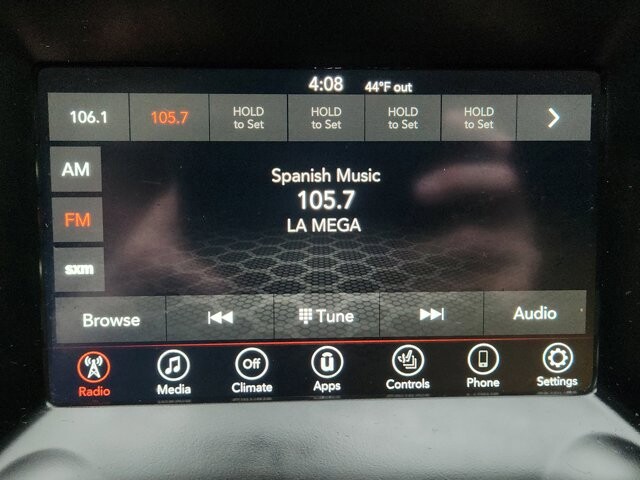 4:08 44°F out
106.1 105.7 HOLD to Set HOLD to Set HOLD to Set HOLD to Set
AM
Spanish Music
105.7
FM
LA MEGA
sxm
Browse Tune Audio
Off
Radio Media Climate Apps Controls Phone Settings